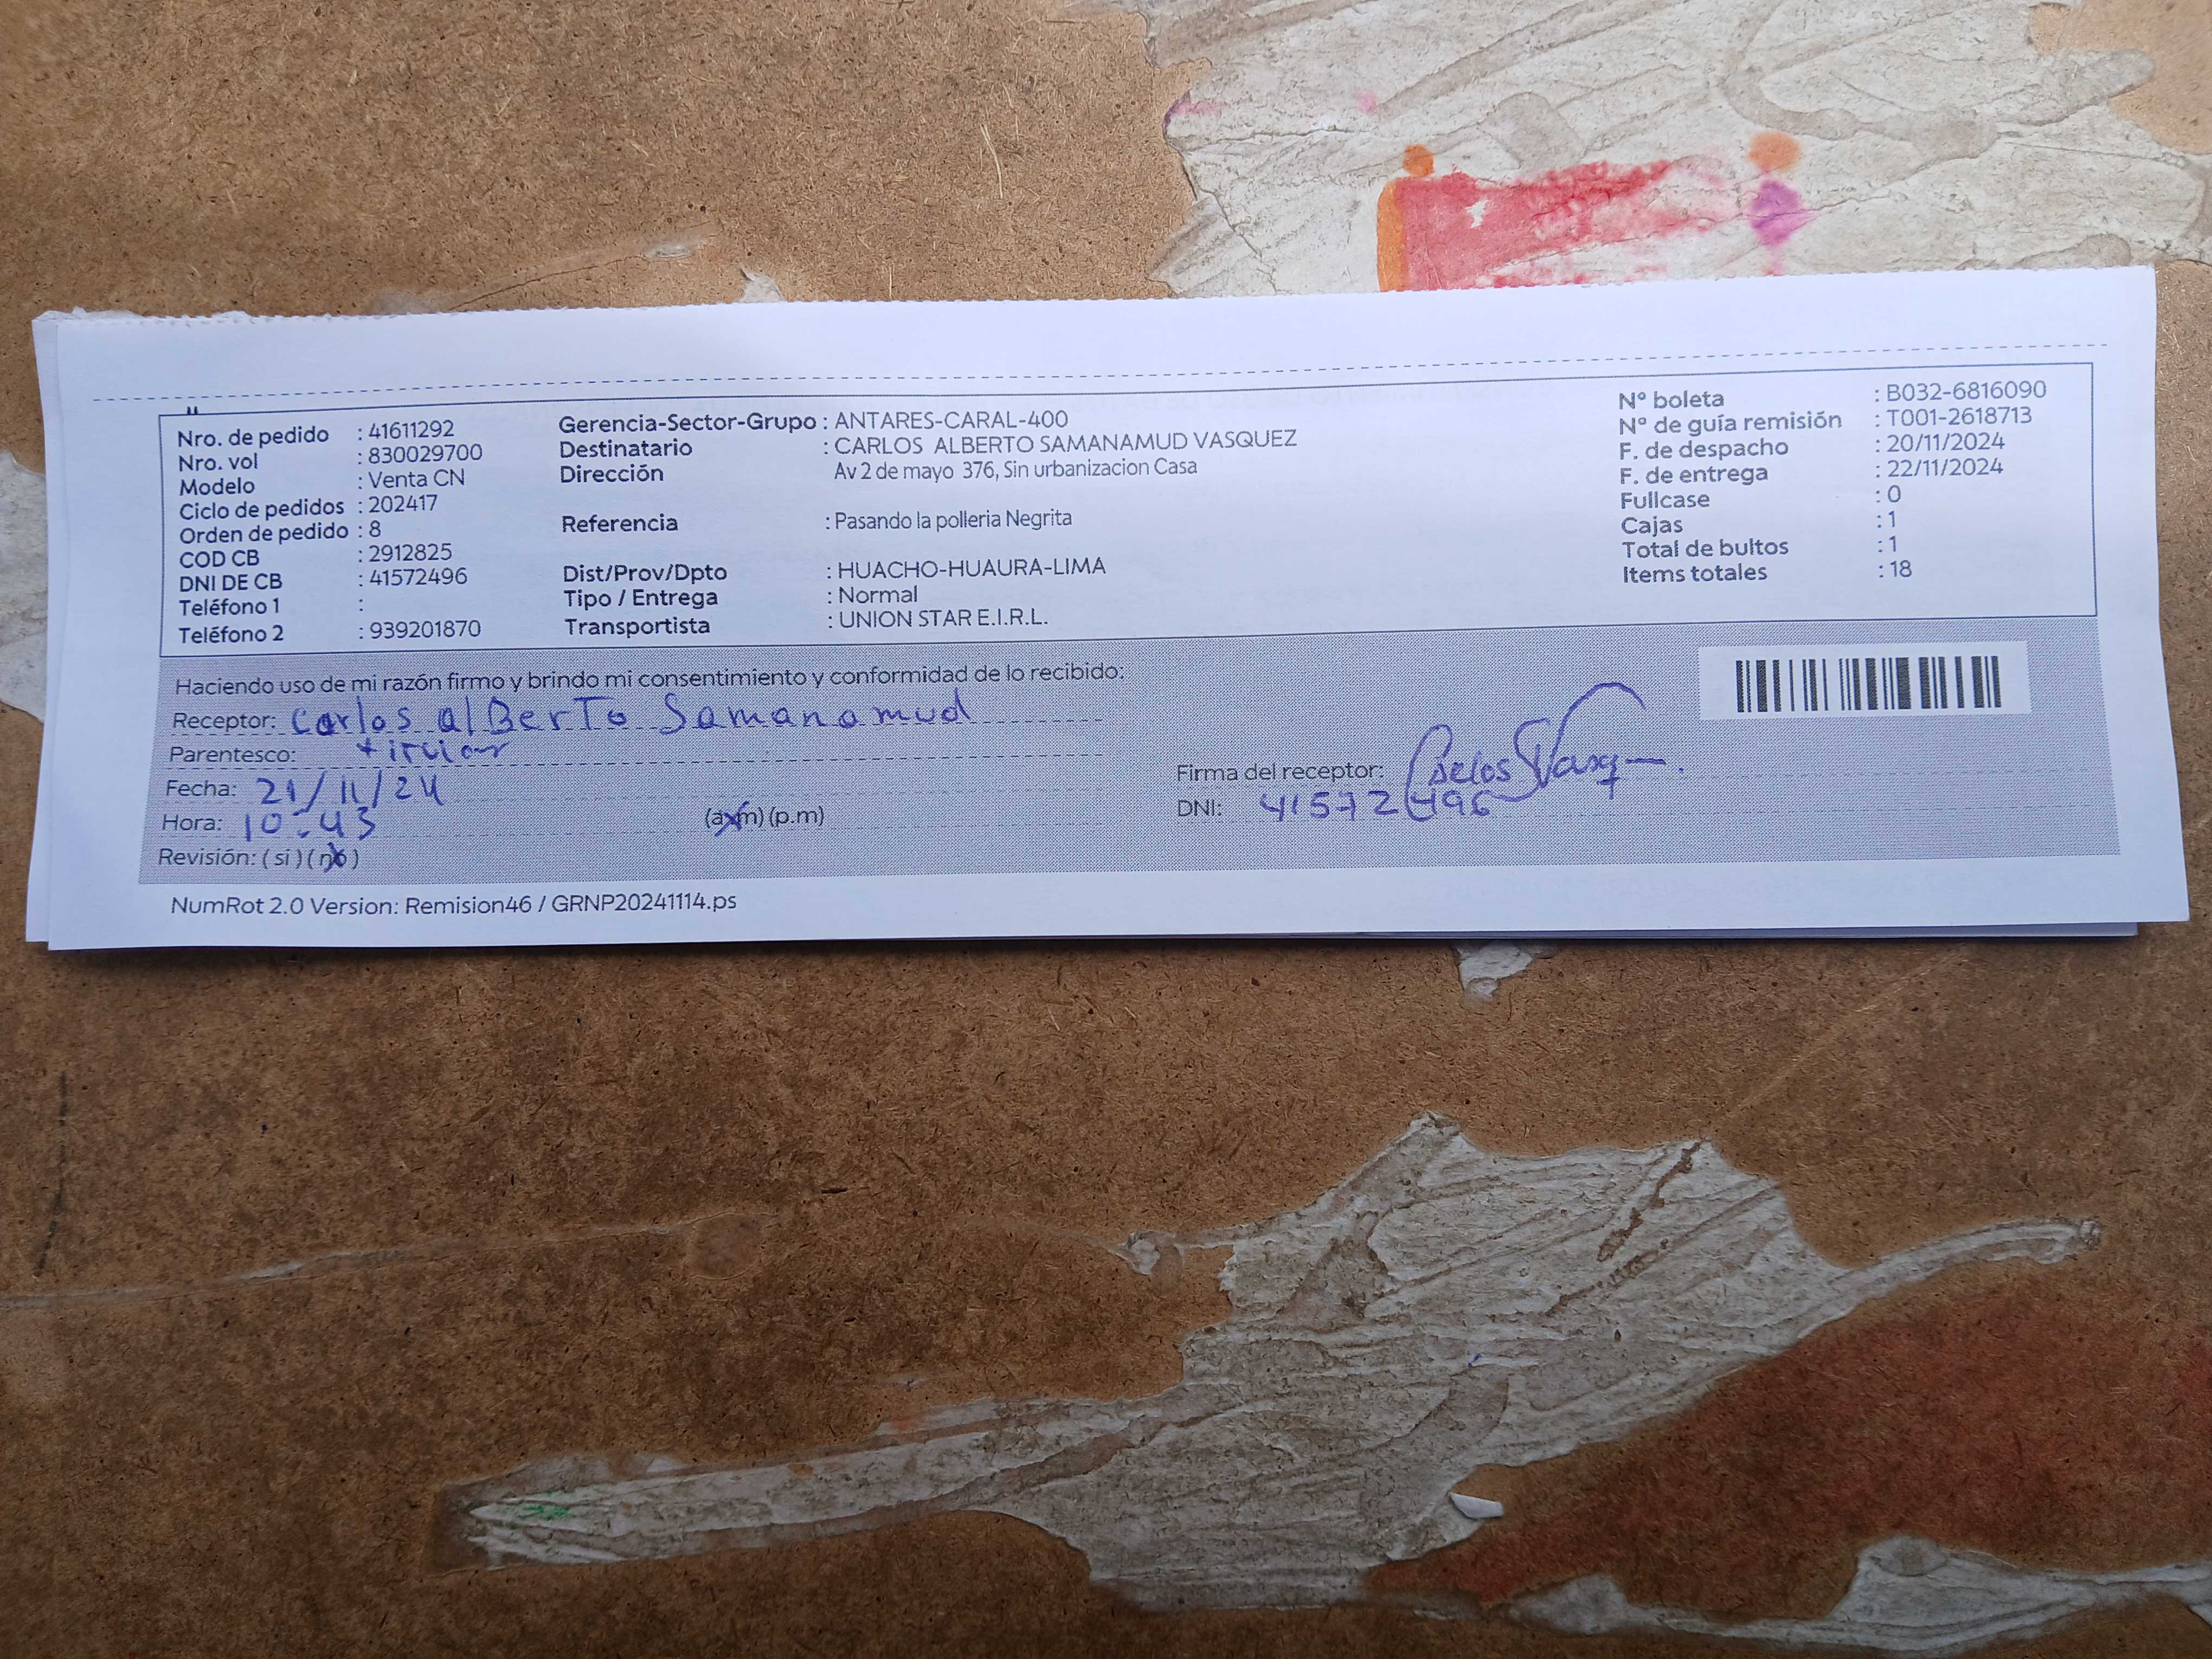 Nro. de pedido : 41611292
Nro. vol : 830029700
Modelo : Venta CN
Ciclo de pedidos : 202417
Orden de pedido : 8
COD CB : 2912825
DNI DE CB : 41572496
Teléfono 1 :
Teléfono 2 : 939201870
Gerencia-Sector-Grupo : ANTARES-CARAL-400
Destinatario : CARLOS ALBERTO SAMANAMUD VASQUEZ
Dirección Av 2 de mayo 376, Sin urbanizacion Casa
Referencia : Pasando la polleria Negrita
Dist/Prov/Dpto : HUACHO-HUAURA-LIMA
Tipo / Entrega : Normal
Transportista : UNION STAR E.I.R.L.
N° boleta : B032-6816090
N° de guía remisión : T001-2618713
F. de despacho : 20/11/2024
F. de entrega : 22/11/2024
Fullcase : 0
Cajas : 1
Total de bultos : 1
Items totales : 18
Haciendo uso de mi razón firmo y brindo mi consentimiento y conformidad de lo recibido:
Receptor: Carlos alBerTo Samanamud
Parentesco:
Fecha: 21/11/24
Hora: 10:43 (a.m) (p.m)
Revisión: (si) (no)
Firma del receptor: Carlos SVasq
DNI: 41572496
NumRot 2.0 Version: Remision46 / GRNP20241114.ps